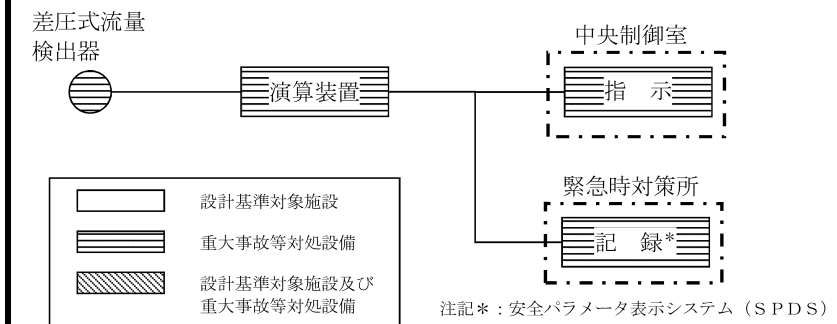 差圧式流量
検出器
演算装置
中央制御室
指　示
緊急時対策所
記　録*
設計基準対象施設
重大事故等対処設備
設計基準対象施設及び
重大事故等対処設備
注記＊：安全パラメータ表示システム（ＳＰＤＳ）